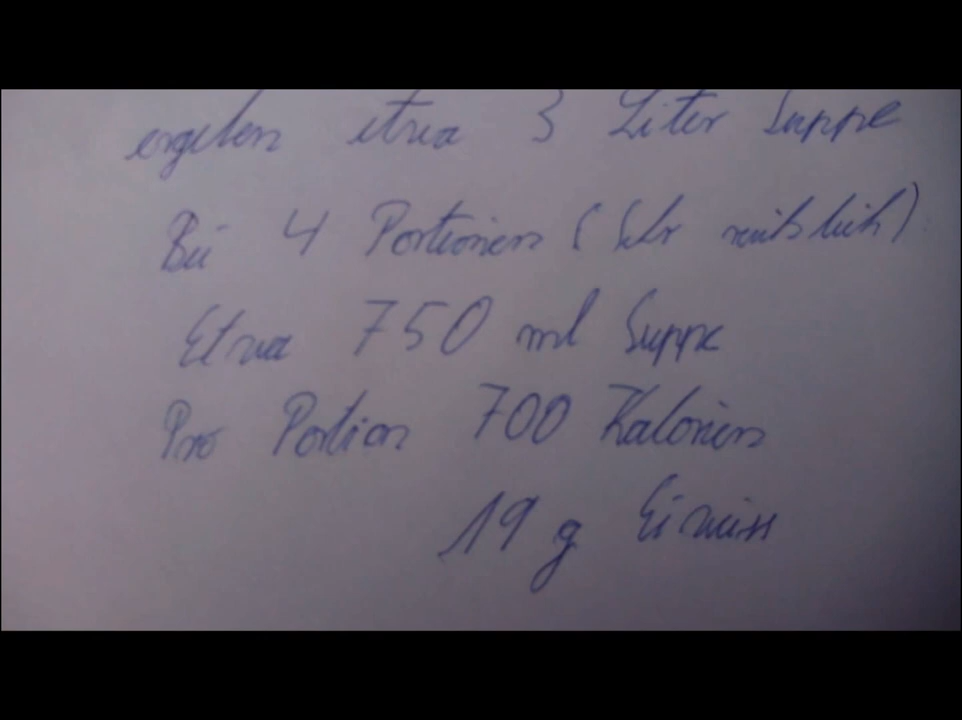 ergeben etwa 3 Liter Suppe
Bei 4 Portionen (sehr reichlich)
Etwa 750 ml Suppe
Pro Portion 700 Kalorien
19 g Eiweiss